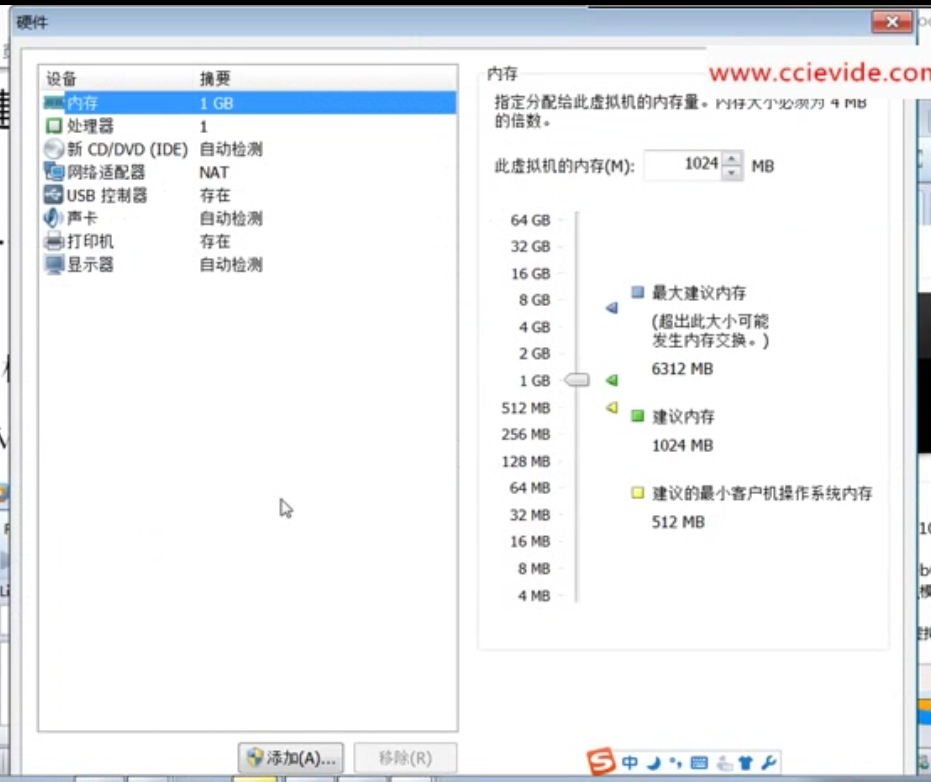 硬件
www.ccievide.con
设备 摘要
内存 1 GB
处理器 1
新 CD/DVD (IDE) 自动检测
网络适配器 NAT
USB 控制器 存在
声卡 自动检测
打印机 存在
显示器 自动检测
内存
指定分配给此虚拟机的内存量。内存大小必须为 4 MB
的倍数。
此虚拟机的内存(M): 1024 MB
64 GB
32 GB
16 GB
8 GB
4 GB
2 GB
1 GB
512 MB
256 MB
128 MB
64 MB
32 MB
16 MB
8 MB
4 MB
最大建议内存
(超出此大小可能
发生内存交换。)
6312 MB
建议内存
1024 MB
建议的最小客户机操作系统内存
512 MB
添加(A)... 移除(R)
中